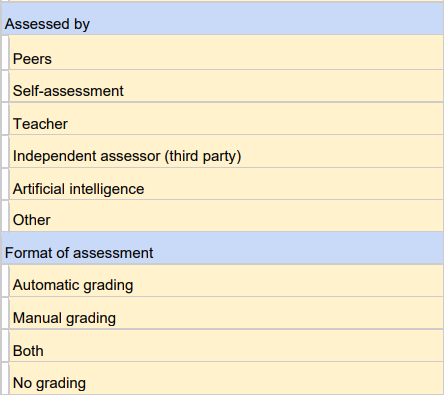 Assessed by
Peers
Self-assessment
Teacher
Independent assessor (third party)
Artificial intelligence
Other
Format of assessment
Automatic grading
Manual grading
Both
No grading